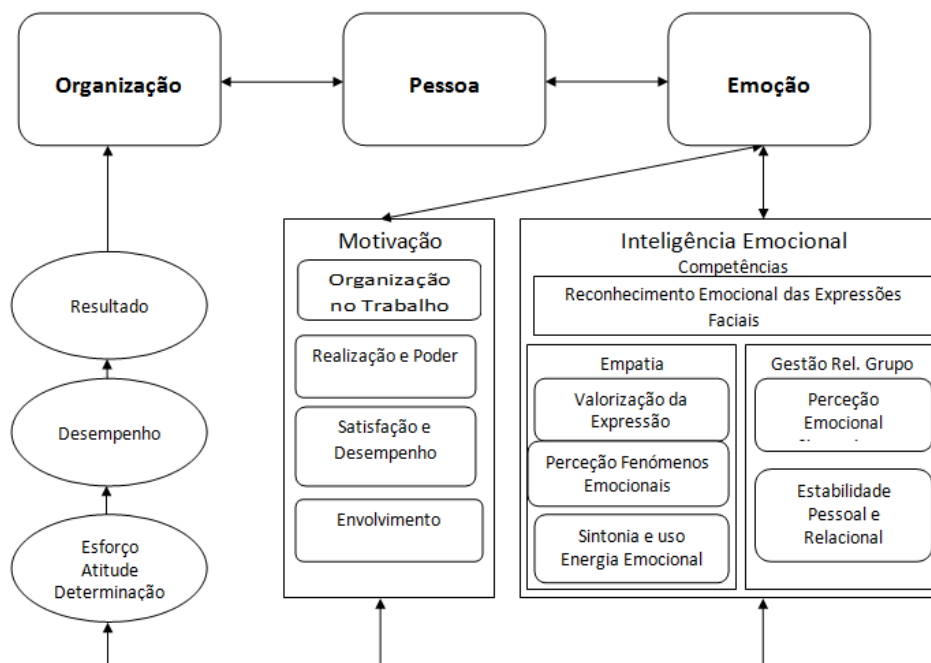 Organização
Pessoa
Emoção
Motivação
Organização
no Trabalho
Realização e Poder
Satisfação e
Desempenho
Envolvimento
Inteligência Emocional
Competências
Reconhecimento Emocional das Expressões
Faciais
Empatia
Valorização da
Expressão
Perceção Fenómenos
Emocionais
Sintonia e uso
Energia Emocional
Gestão Rel. Grupo
Perceção
Emocional
Estabilidade
Pessoal e
Relacional
Resultado
Desempenho
Esforço
Atitude
Determinação